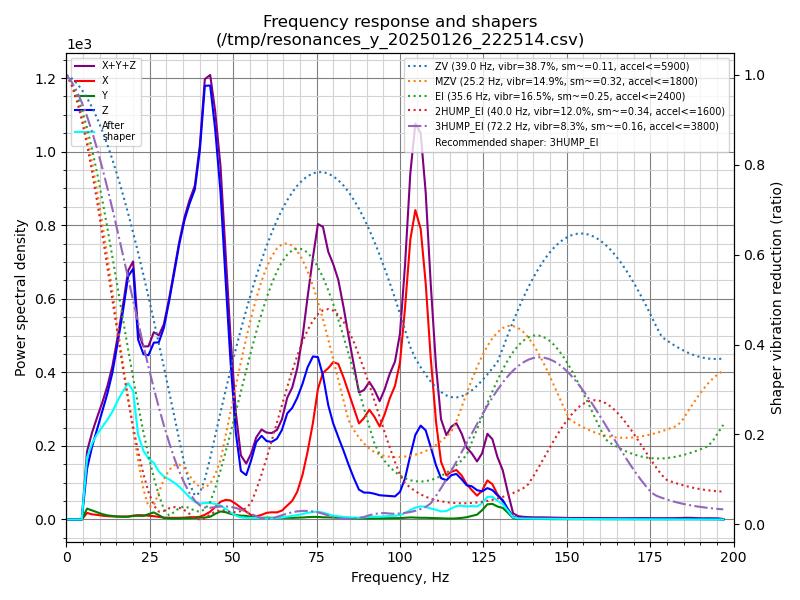 Frequency response and shapers
(/tmp/resonances_y_20250126_222514.csv)
1e3
X+Y+Z
X
Y
Z
After
shaper
ZV (39.0 Hz, vibr=38.7%, sm~=0.11, accel<=5900)
MZV (25.2 Hz, vibr=14.9%, sm~=0.32, accel<=1800)
EI (35.6 Hz, vibr=16.5%, sm~=0.25, accel<=2400)
2HUMP_EI (40.0 Hz, vibr=12.0%, sm~=0.34, accel<=1600)
3HUMP_EI (72.2 Hz, vibr=8.3%, sm~=0.16, accel<=3800)
Recommended shaper: 3HUMP_EI
Power spectral density
1.2
1.0
0.8
0.6
0.4
0.2
0.0
1.0
0.8
0.6
0.4
0.2
0.0
Shaper vibration reduction (ratio)
0 25 50 75 100 125 150 175 200
Frequency, Hz